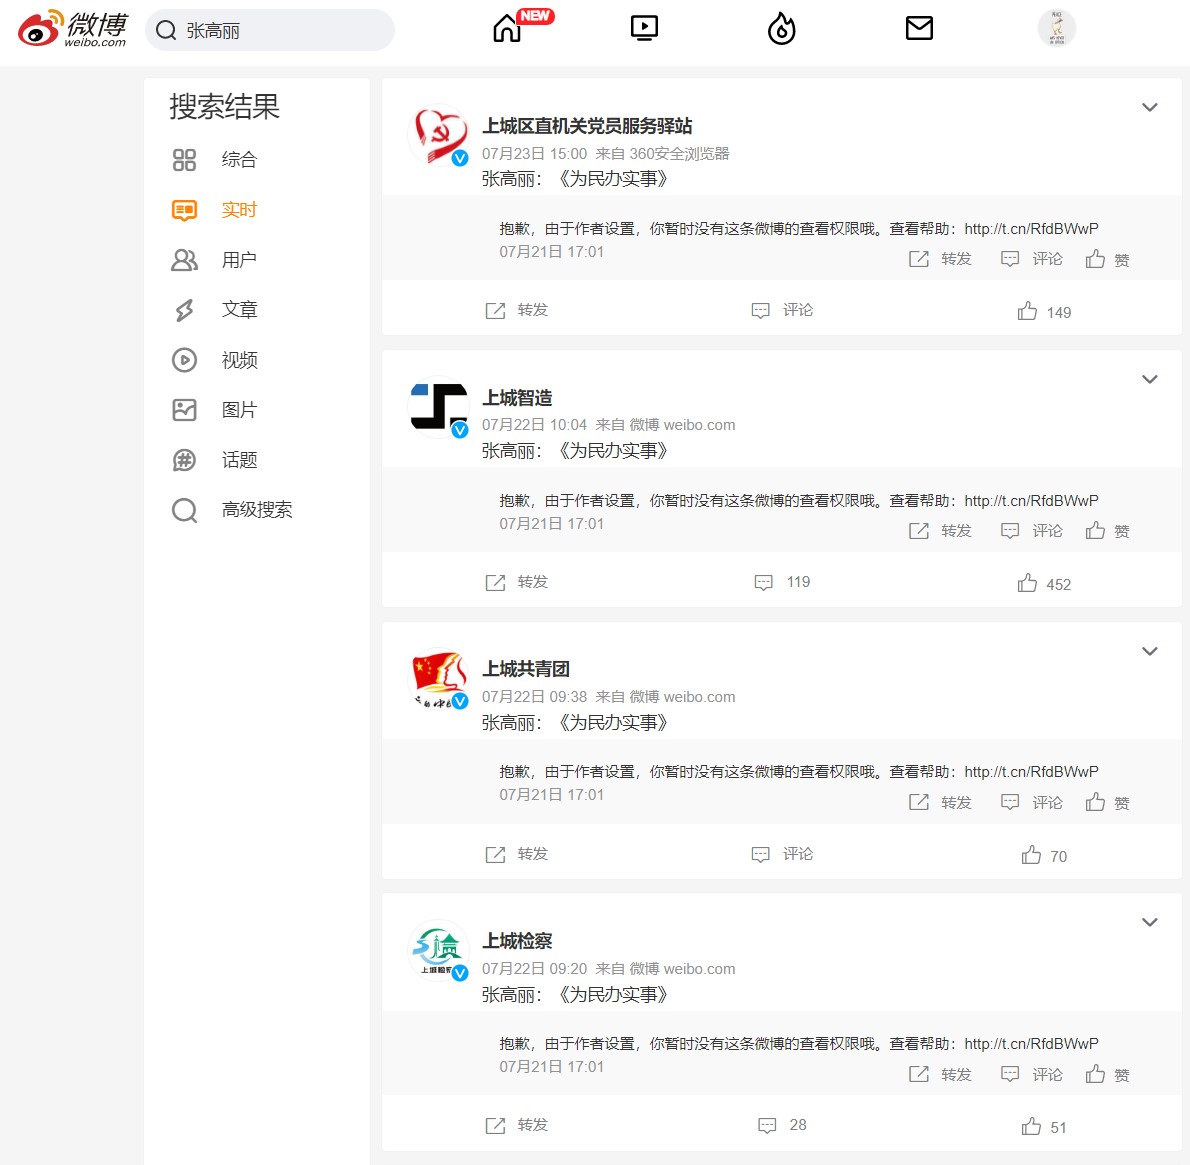 微博
weibo.com
张高丽
NEW
搜索结果
综合
实时
用户
文章
视频
图片
话题
高级搜索
上城区直机关党员服务驿站
07月23日 15:00 来自 360安全浏览器
张高丽：《为民办实事》
抱歉，由于作者设置，你暂时没有这条微博的查看权限哦。查看帮助：http://t.cn/RfdBWwP
07月21日 17:01
转发 评论 赞
转发 评论 149
上城智造
07月22日 10:04 来自 微博 weibo.com
张高丽：《为民办实事》
抱歉，由于作者设置，你暂时没有这条微博的查看权限哦。查看帮助：http://t.cn/RfdBWwP
07月21日 17:01
转发 评论 赞
转发 119 452
上城共青团
07月22日 09:38 来自 微博 weibo.com
张高丽：《为民办实事》
抱歉，由于作者设置，你暂时没有这条微博的查看权限哦。查看帮助：http://t.cn/RfdBWwP
07月21日 17:01
转发 评论 赞
转发 评论 70
上城检察
上城检察
07月22日 09:20 来自 微博 weibo.com
张高丽：《为民办实事》
抱歉，由于作者设置，你暂时没有这条微博的查看权限哦。查看帮助：http://t.cn/RfdBWwP
07月21日 17:01
转发 评论 赞
转发 28 51